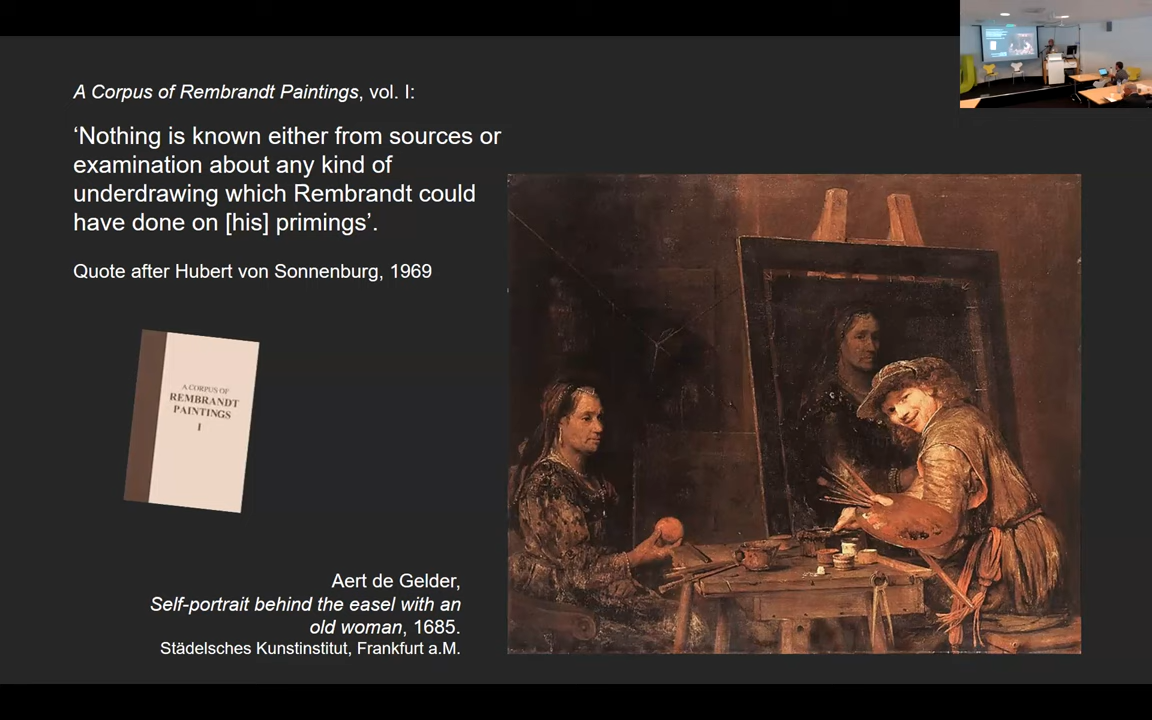 A Corpus of Rembrandt Paintings, vol. I:
‘Nothing is known either from sources or
examination about any kind of
underdrawing which Rembrandt could
have done on [his] primings’.
Quote after Hubert von Sonnenburg, 1969
A CORPUS OF
REMBRANDT
PAINTINGS
I
Aert de Gelder,
Self-portrait behind the easel with an
old woman, 1685.
Städelsches Kunstinstitut, Frankfurt a.M.